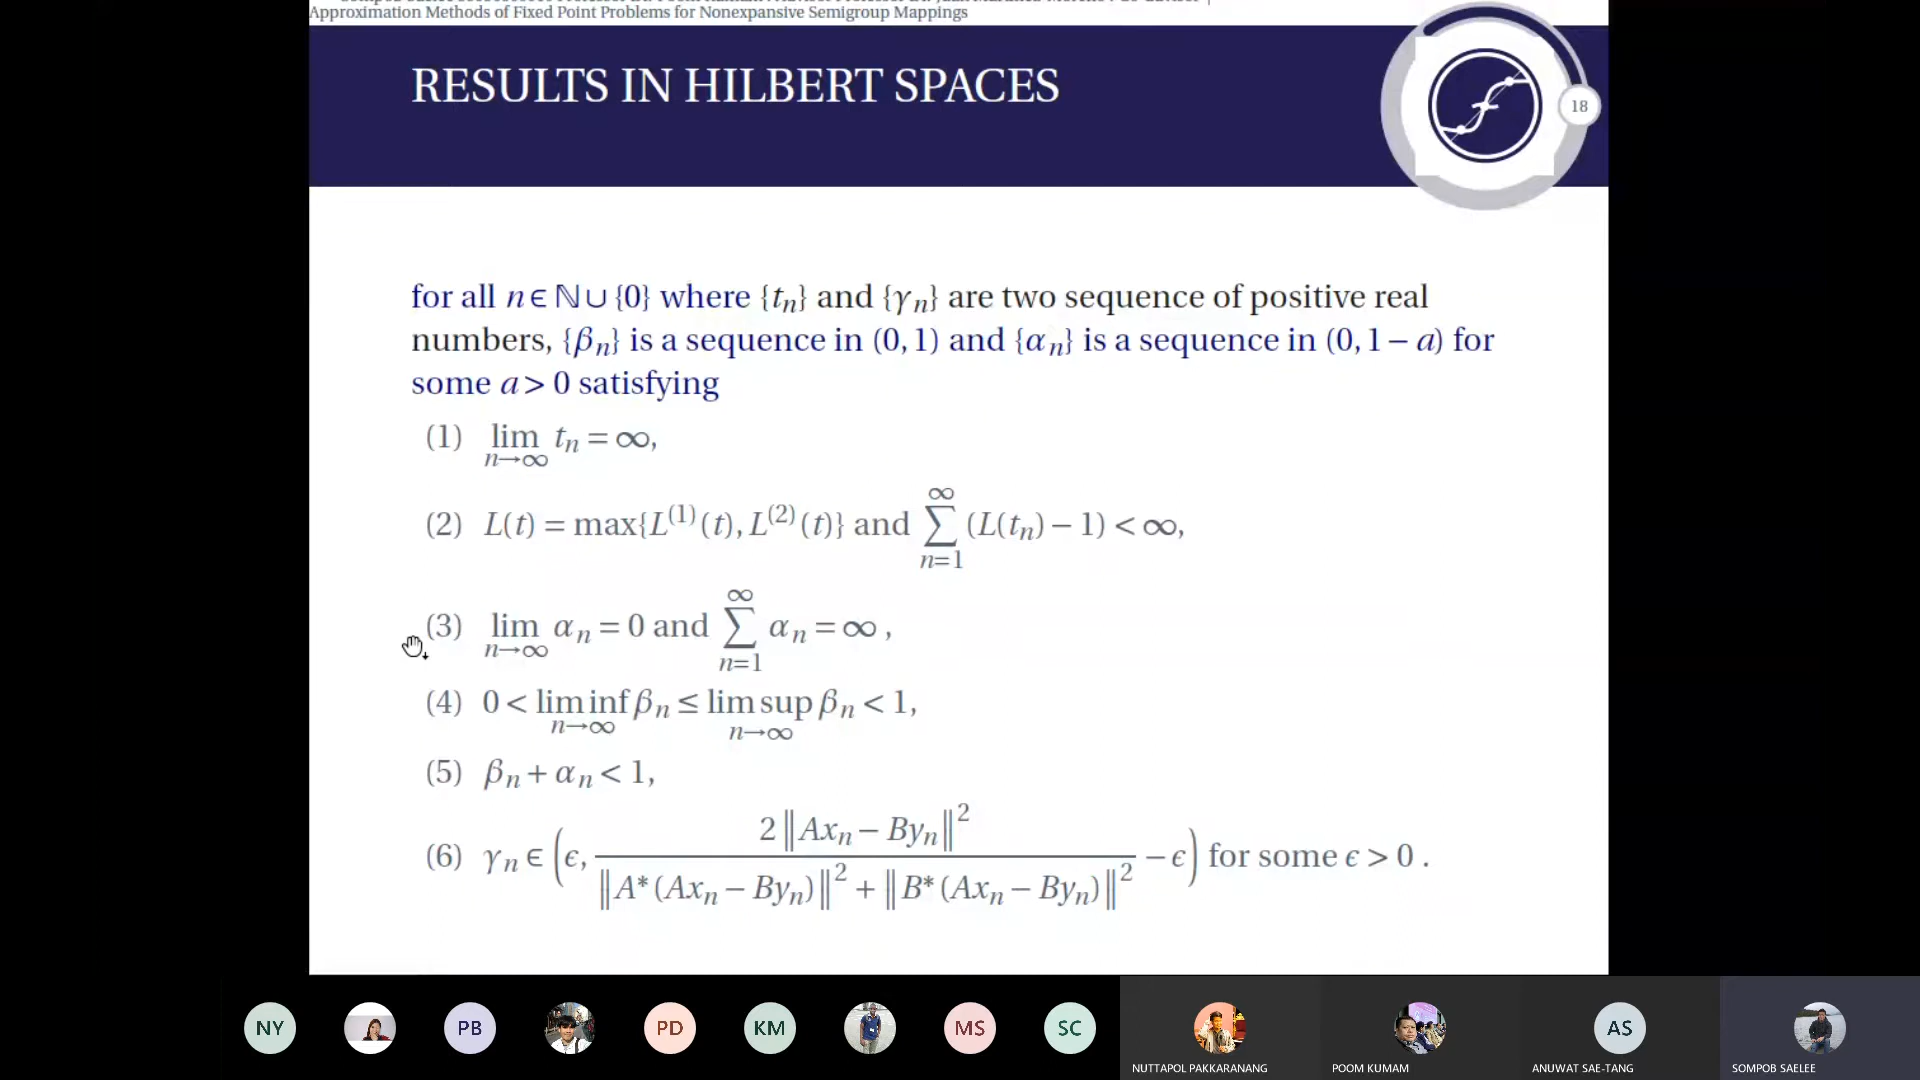 Approximation Methods of Fixed Point Problems for Nonexpansive Semigroup Mappings
RESULTS IN HILBERT SPACES
18
for all n ∈ ℕ ∪ {0} where {tₙ} and {γₙ} are two sequence of positive real
numbers, {βₙ} is a sequence in (0, 1) and {αₙ} is a sequence in (0, 1 − a) for
some a > 0 satisfying
(1) lim_{n→∞} tₙ = ∞,
(2) L(t) = max{L⁽¹⁾(t), L⁽²⁾(t)} and ∑_{n=1}^{∞} (L(tₙ) − 1) < ∞,
(3) lim_{n→∞} αₙ = 0 and ∑_{n=1}^{∞} αₙ = ∞ ,
(4) 0 < lim inf_{n→∞} βₙ ≤ lim sup_{n→∞} βₙ < 1,
(5) βₙ + αₙ < 1,
(6) γₙ ∈ (ϵ, 2‖Axₙ − Byₙ‖² / (‖A*(Axₙ − Byₙ)‖² + ‖B*(Axₙ − Byₙ)‖²) − ϵ) for some ϵ > 0 .
NY PB PD KM MS SC AS
NUTTAPOL PAKKARANANG POOM KUMAM ANUWAT SAE-TANG SOMPOB SAELEE